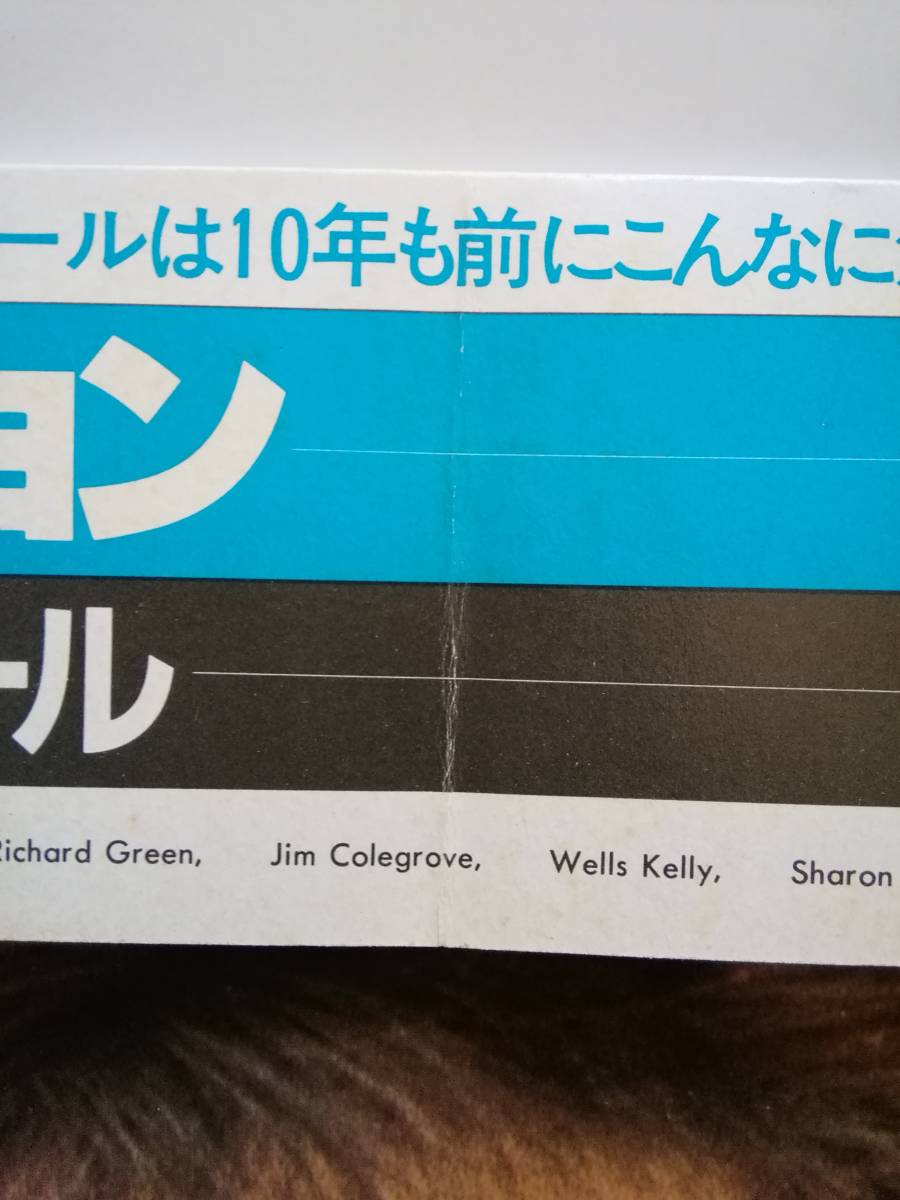 ールは10年も前にこんなに
ョン
ール
Richard Green, Jim Colegrove, Wells Kelly, Sharon